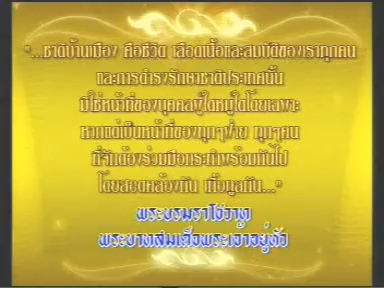 "...ชาติบ้านเมือง คือชีวิต เลือดเนื้อและสมบัติของเราทุกคน
และการดำรงรักษาชาติประเทศนั้น
มิใช่หน้าที่ของบุคคลผู้ใดหมู่ใดโดยเฉพาะ
หากแต่เป็นหน้าที่ของทุกๆฝ่าย ทุกๆคน
ที่จะต้องร่วมมือกระทำพร้อมกันไป
โดยสอดคล้องกัน เกื้อกูลกัน..."
พระบรมราโชวาท
พระบาทสมเด็จพระเจ้าอยู่หัว